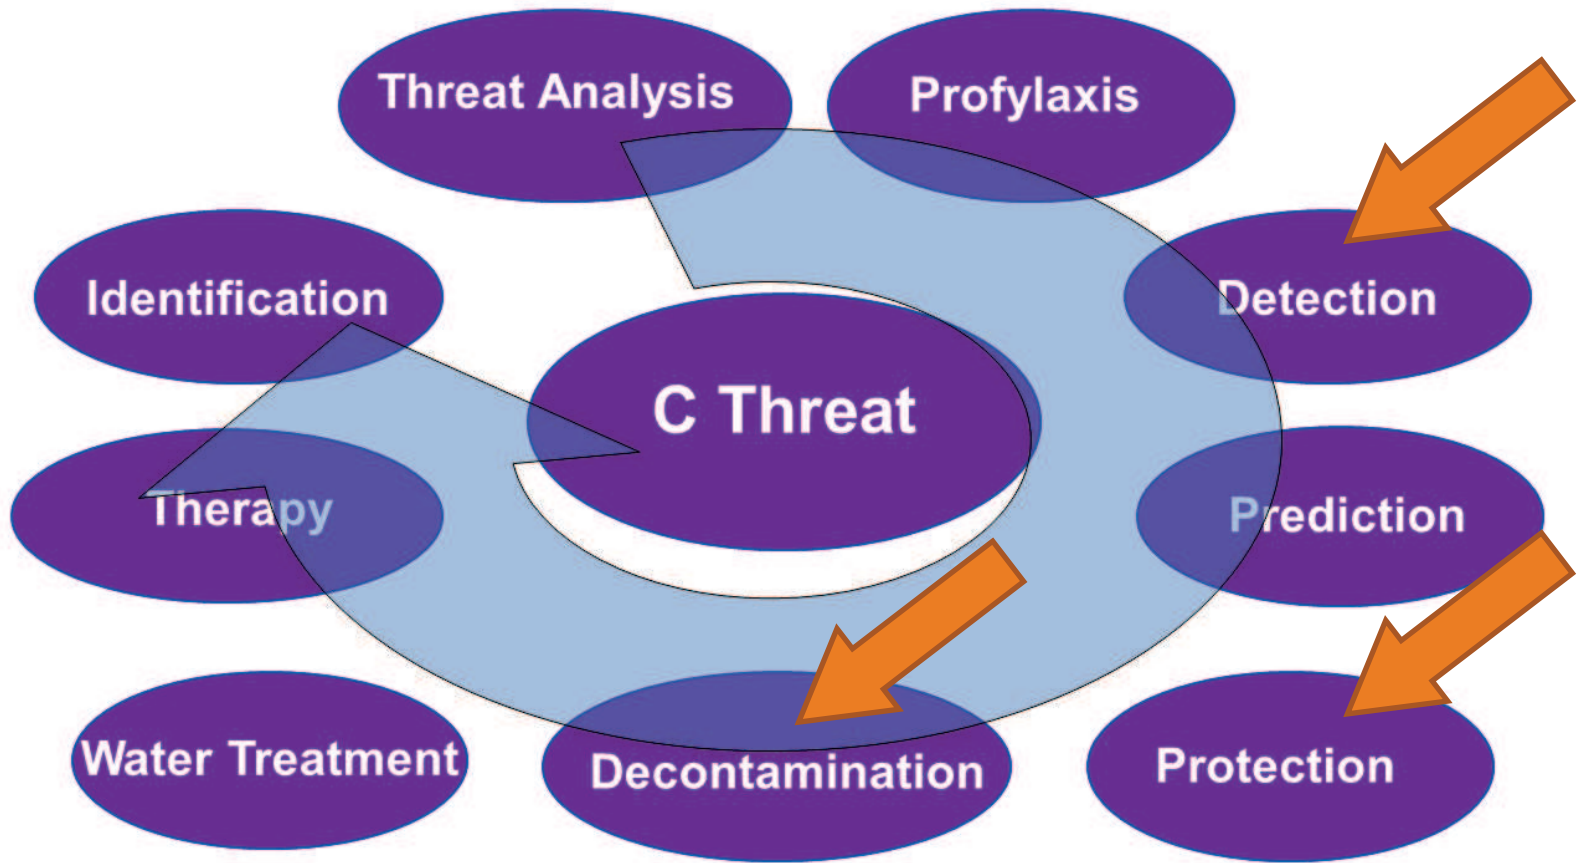 Threat Analysis
Profylaxis
Identification
Detection
C Threat
Therapy
Prediction
Water Treatment
Decontamination
Protection